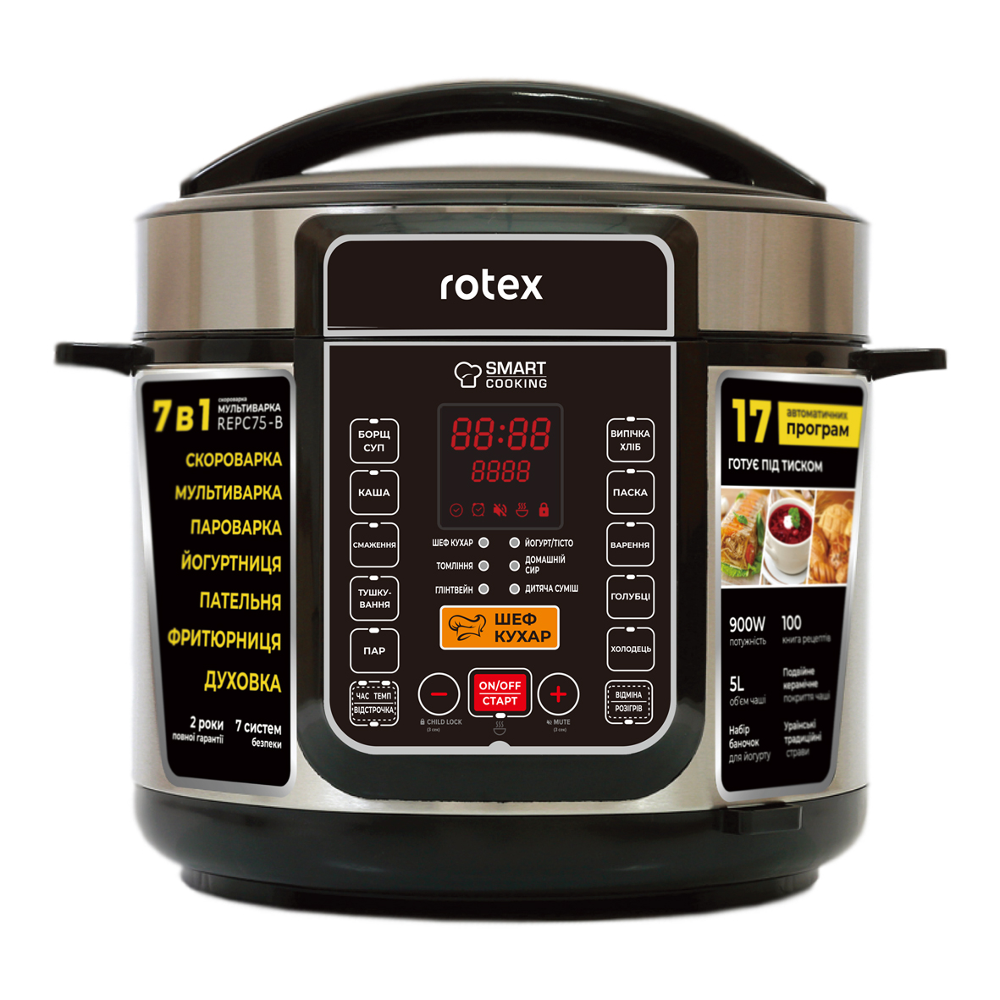 rotex
SMART
COOKING
88:88
8888
БОРЩ
СУП
КАША
СМАЖЕННЯ
ТУШКУ-
ВАННЯ
ПАР
ЧАС ТЕМП
ВІДСТРОЧКА
ВИПІЧКА
ХЛІБ
ПАСКА
ВАРЕННЯ
ГОЛУБЦІ
ХОЛОДЕЦЬ
ВІДМІНА
РОЗІГРІВ
ШЕФ КУХАР
ТОМЛІННЯ
ГЛІНТВЕЙН
ЙОГУРТ/ТІСТО
ДОМАШНІЙ
СИР
ДИТЯЧА СУМІШ
ШЕФ
КУХАР
−
ON/OFF
СТАРТ
+
CHILD LOCK
(3 сек)
MUTE
(3 сек)
7 в 1
скороварка
МУЛЬТИВАРКА
REPC75-B
СКОРОВАРКА
МУЛЬТИВАРКА
ПАРОВАРКА
ЙОГУРТНИЦЯ
ПАТЕЛЬНЯ
ФРИТЮРНИЦЯ
ДУХОВКА
2 роки
повної гарантії
7 систем
безпеки
17
автоматичних
програм
ГОТУЄ ПІД ТИСКОМ
900W
потужність
100
книга рецептів
5L
об'єм чаші
Подвійне
керамічне
покриття чаші
Набір
баночок
для йогурту
Українські
традиційні
страви